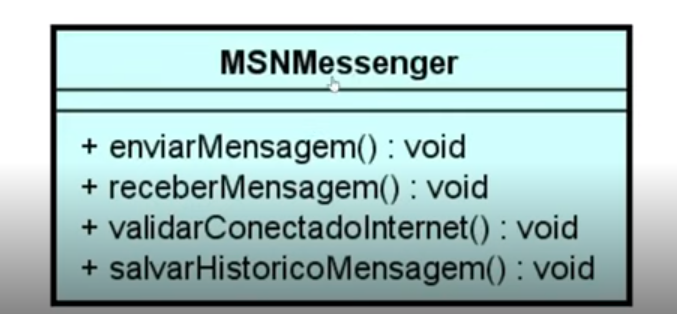 MSNMessenger
+ enviarMensagem() : void
+ receberMensagem() : void
+ validarConectadoInternet() : void
+ salvarHistoricoMensagem() : void